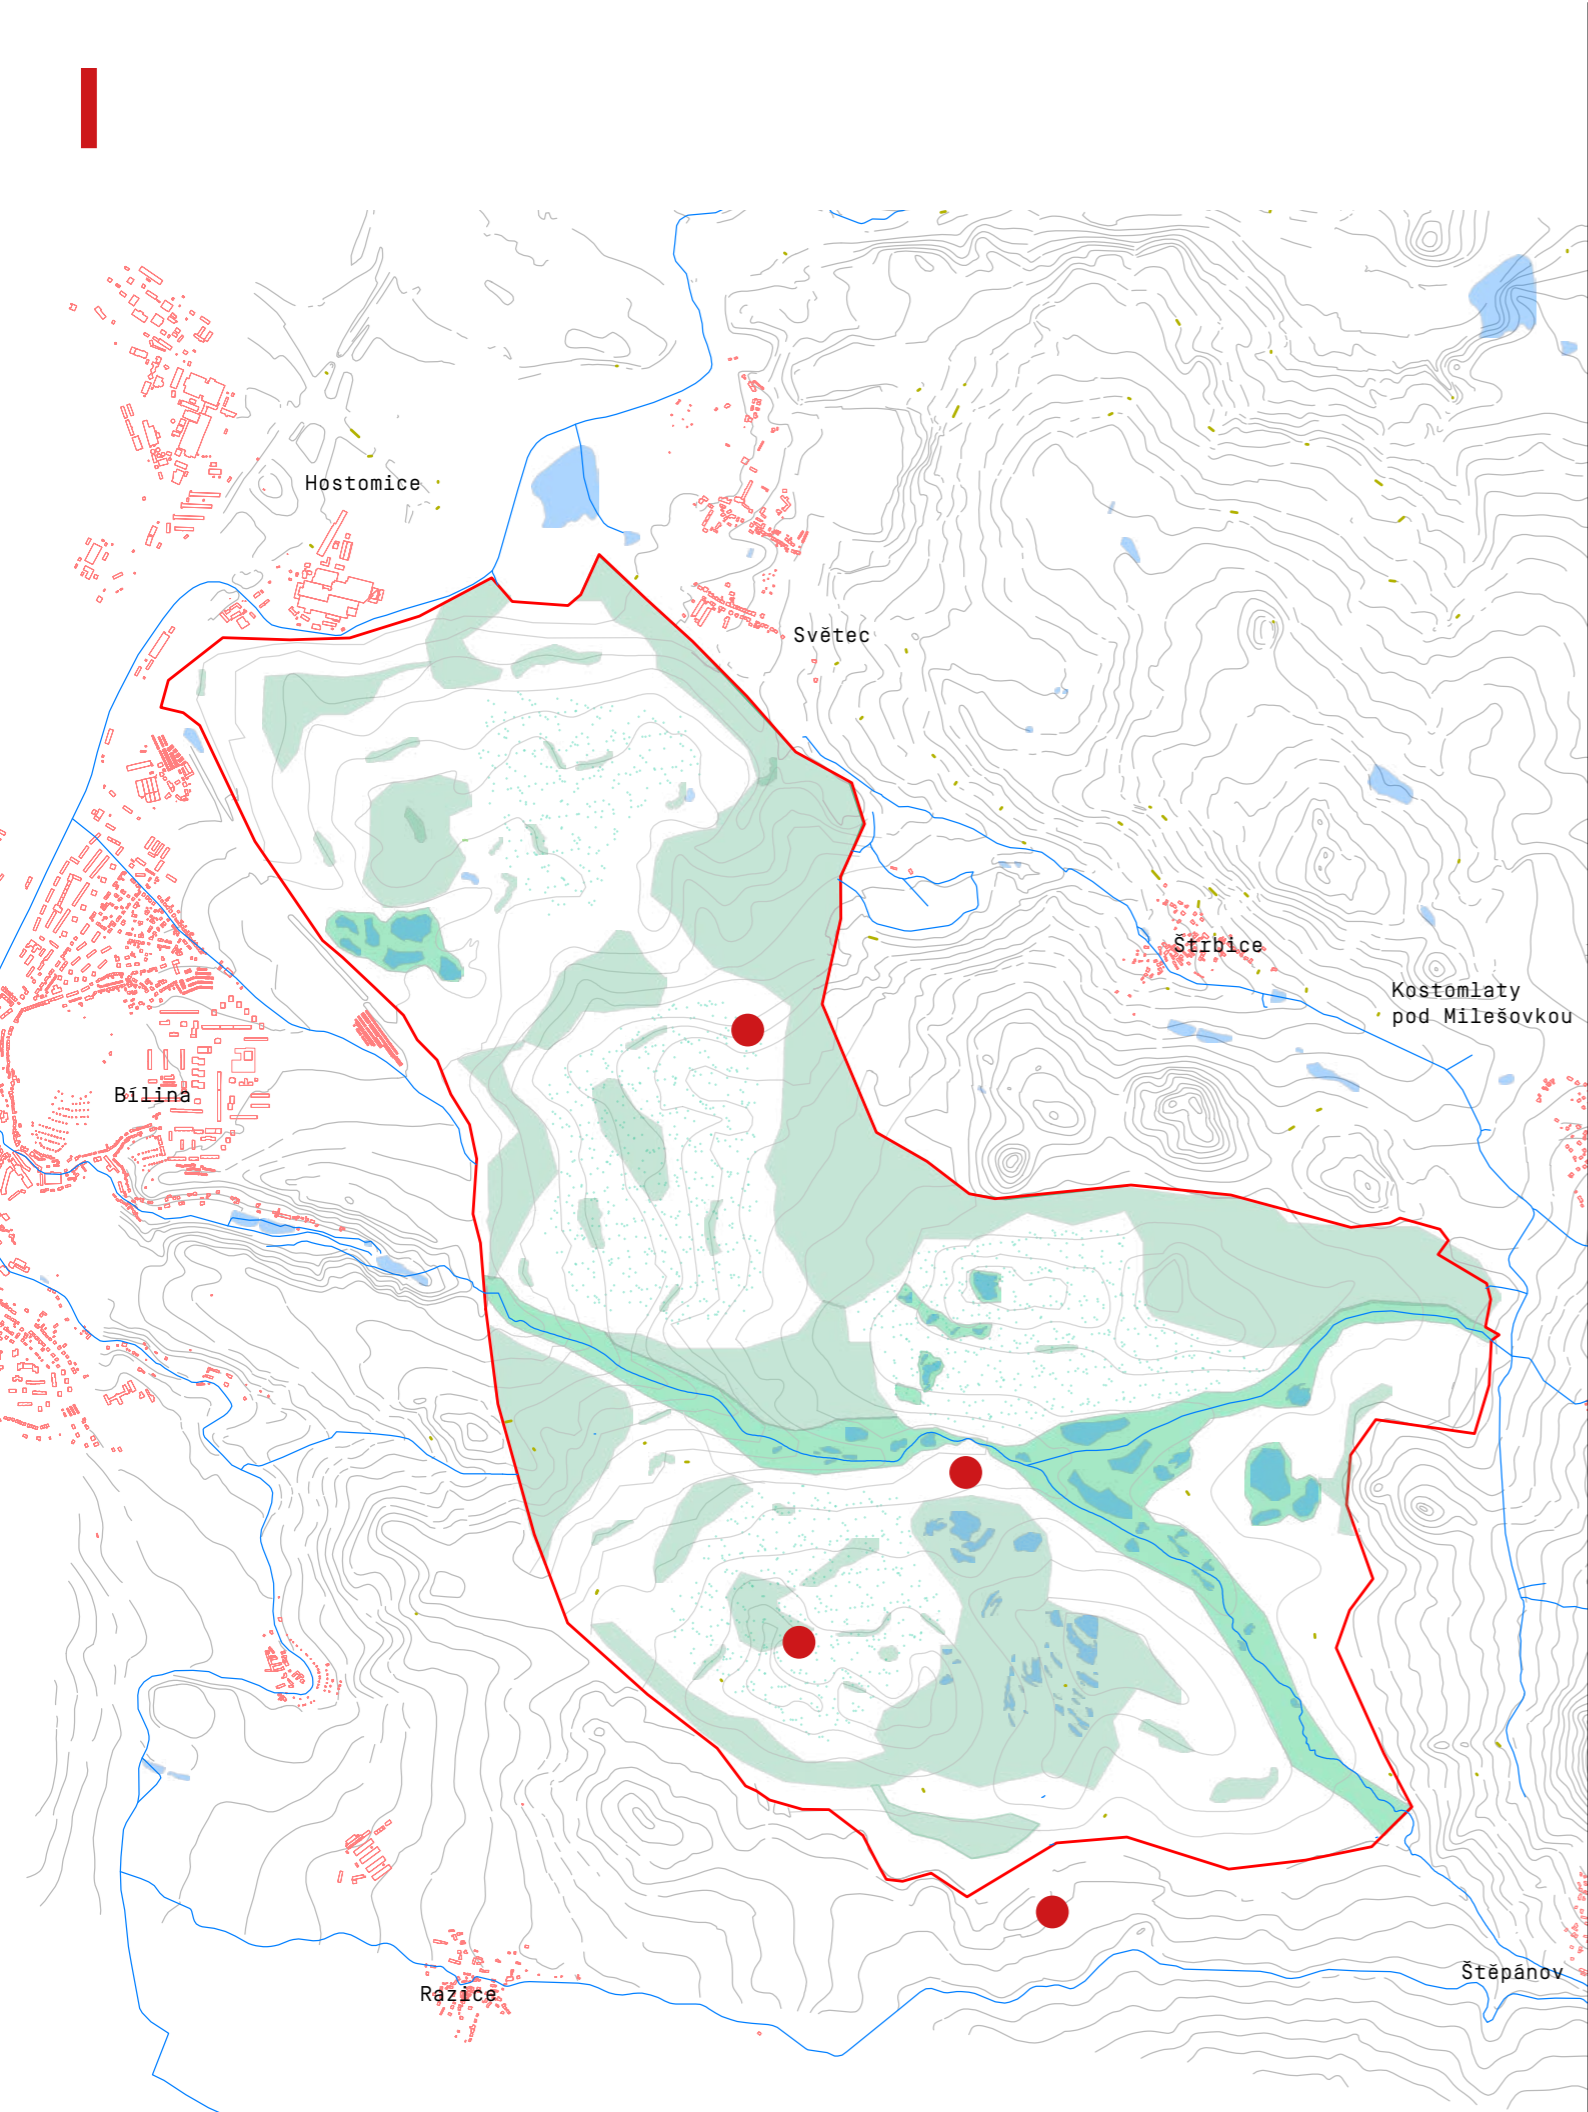 Hostomice
Světec
Štrbice
Kostomlaty
pod Milešovkou
Bílina
Štěpánov
Razice